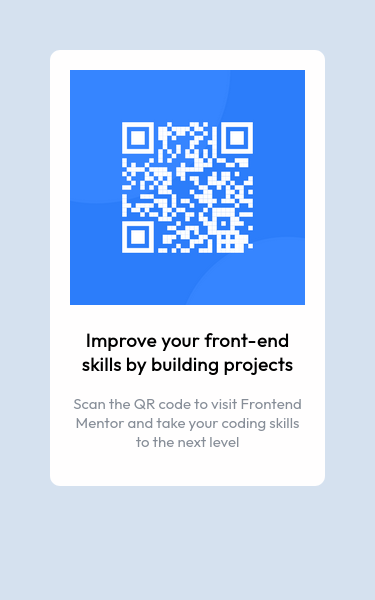 Improve your front-end
skills by building projects
Scan the QR code to visit Frontend
Mentor and take your coding skills
to the next level